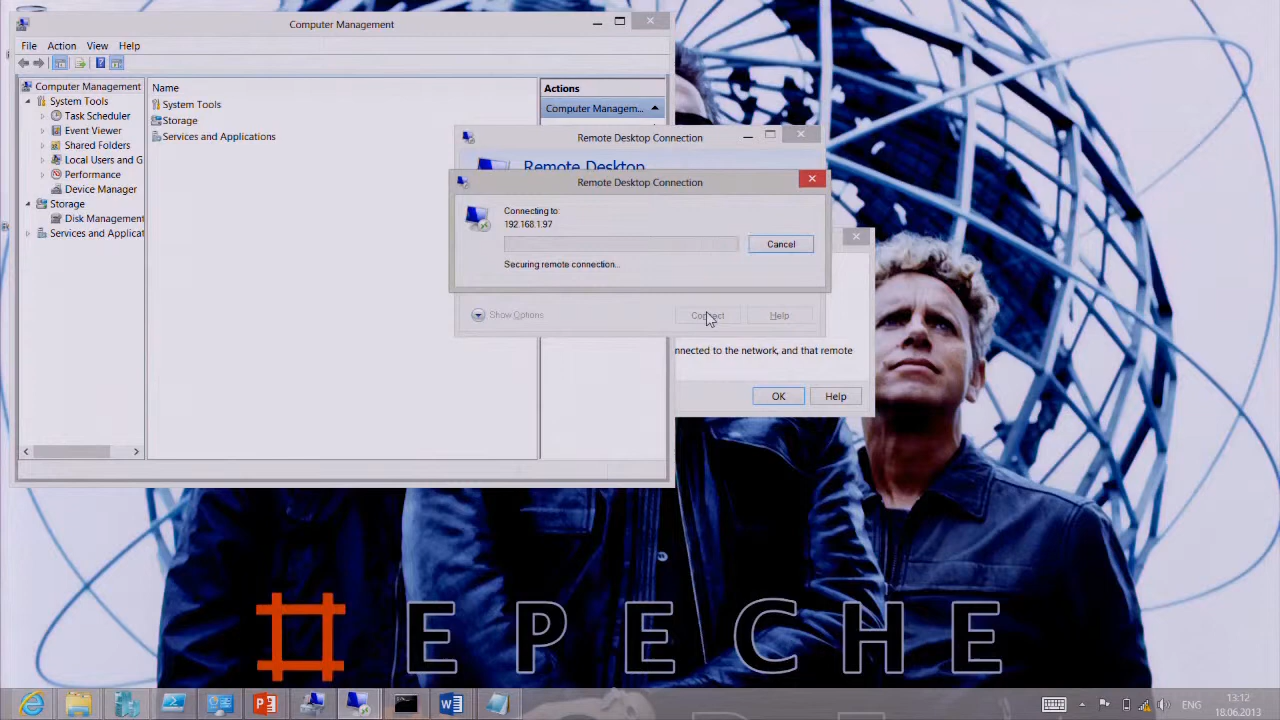 Computer Management
File Action View Help
Computer Management
System Tools
Task Scheduler
Event Viewer
Shared Folders
Local Users and G
Performance
Device Manager
Storage
Disk Management
Services and Applicat
Name
System Tools
Storage
Services and Applications
Actions
Computer Managem...
Remote Desktop Connection
Remote Desktop
Remote Desktop Connection
Connecting to:
192.168.1.97
Cancel
Securing remote connection...
Show Options
Connect
Help
nnected to the network, and that remote
OK
Help
EPECHE
ENG
13:12
18.06.2013